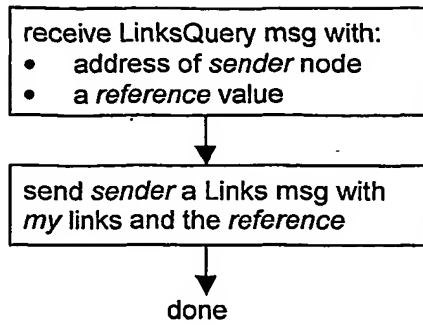 receive LinksQuery msg with:
• address of sender node
• a reference value
send sender a Links msg with
my links and the reference
done